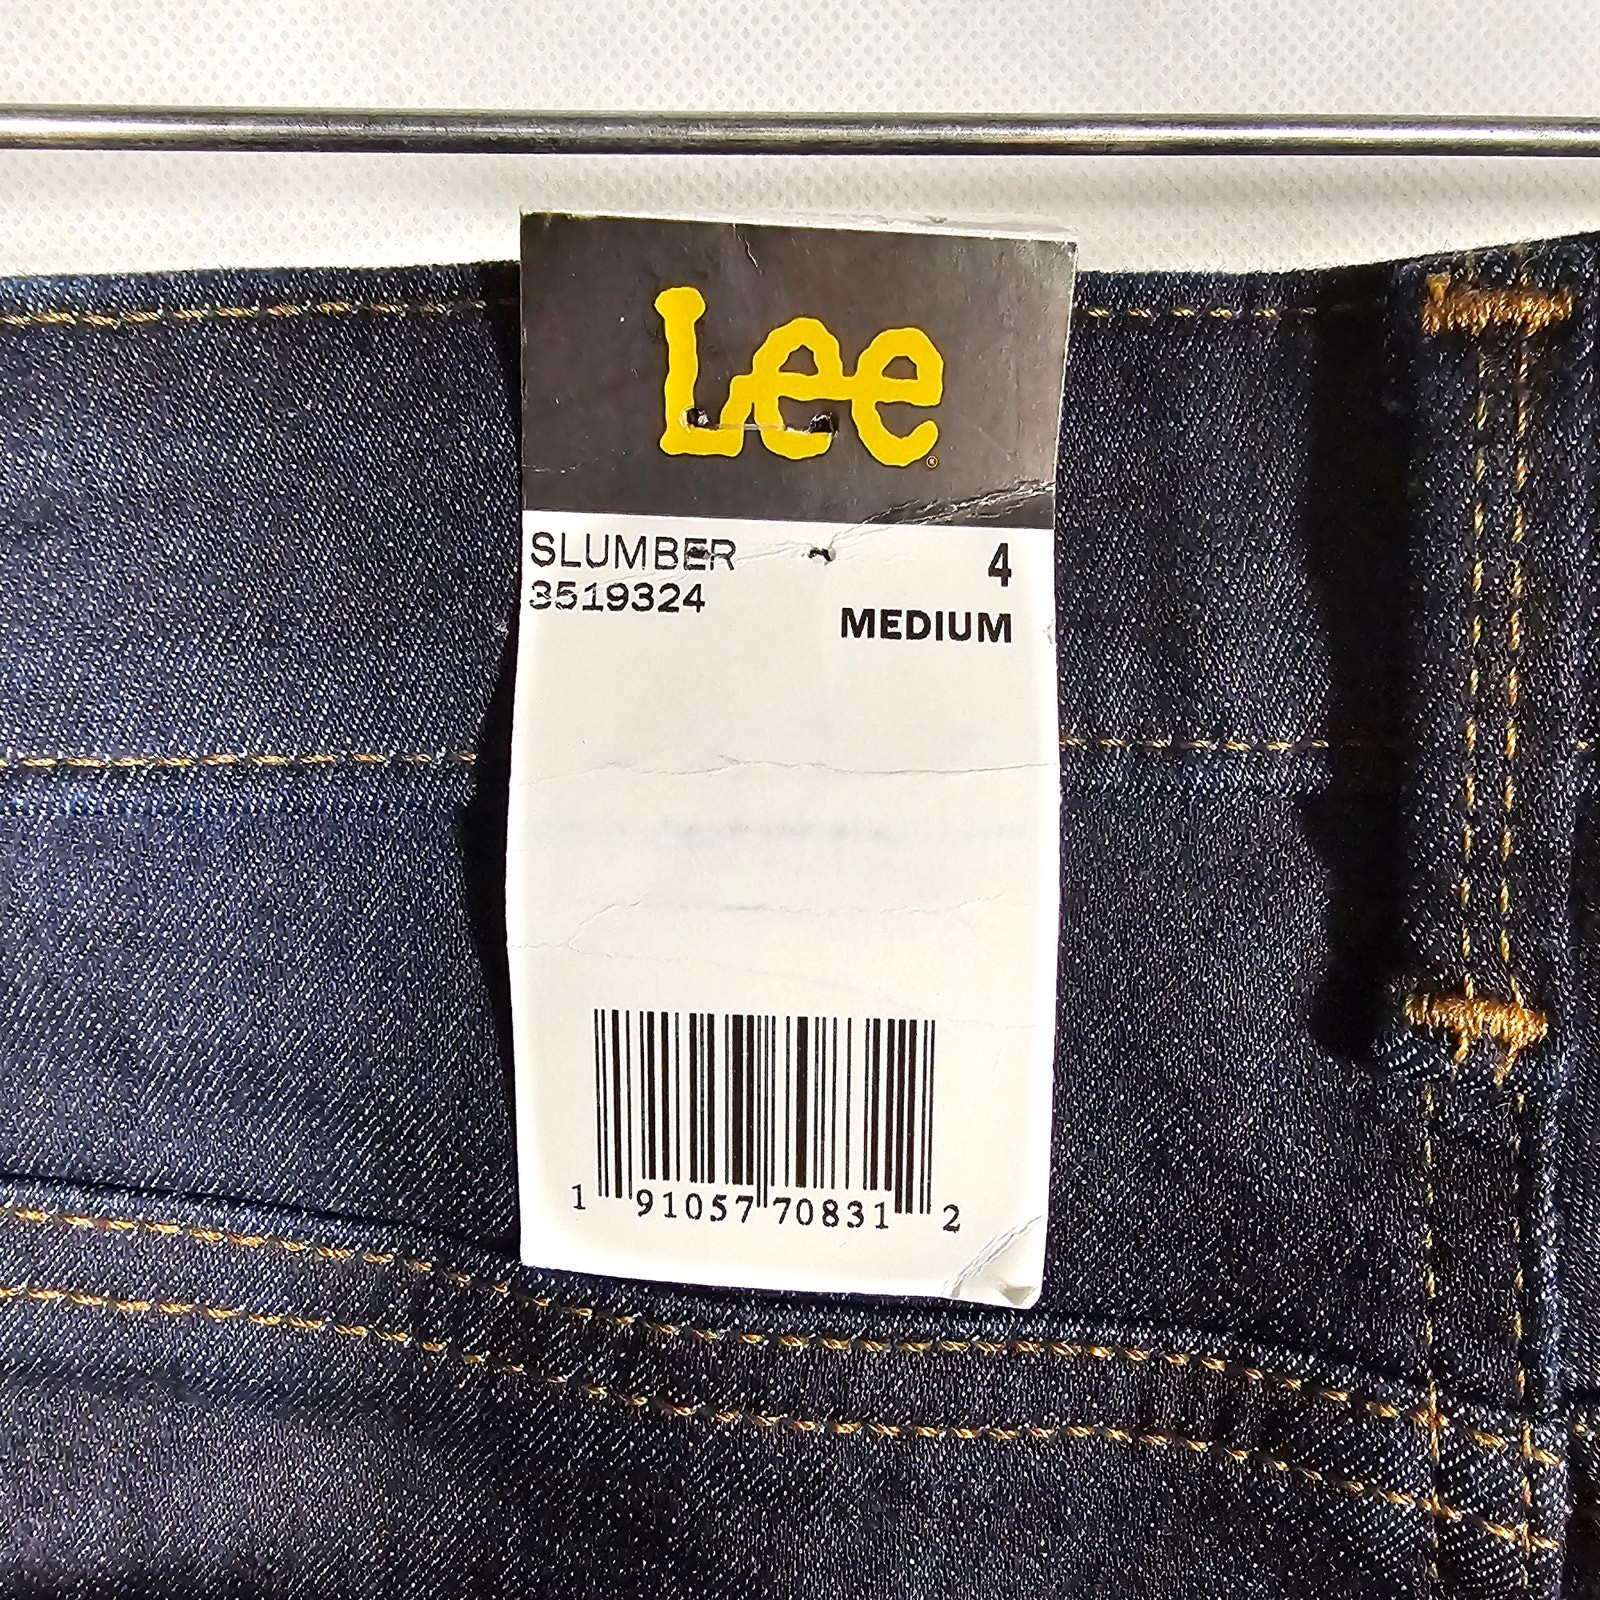 Lee®
SLUMBER 4
3519324 MEDIUM
1 91057 70831 2